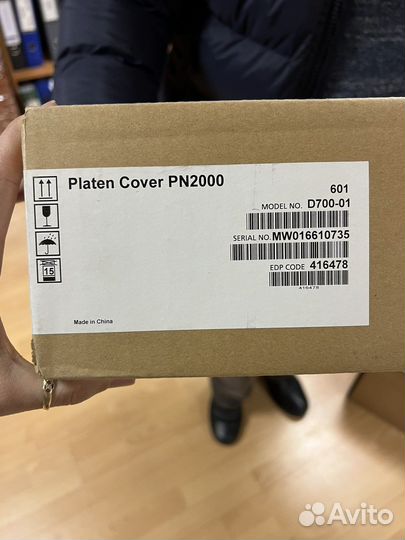 Platen Cover PN2000
601
MODEL NO. D700-01
SERIAL NO. MW016610735
EDP CODE 416478
416478
15
Made in China
Avito